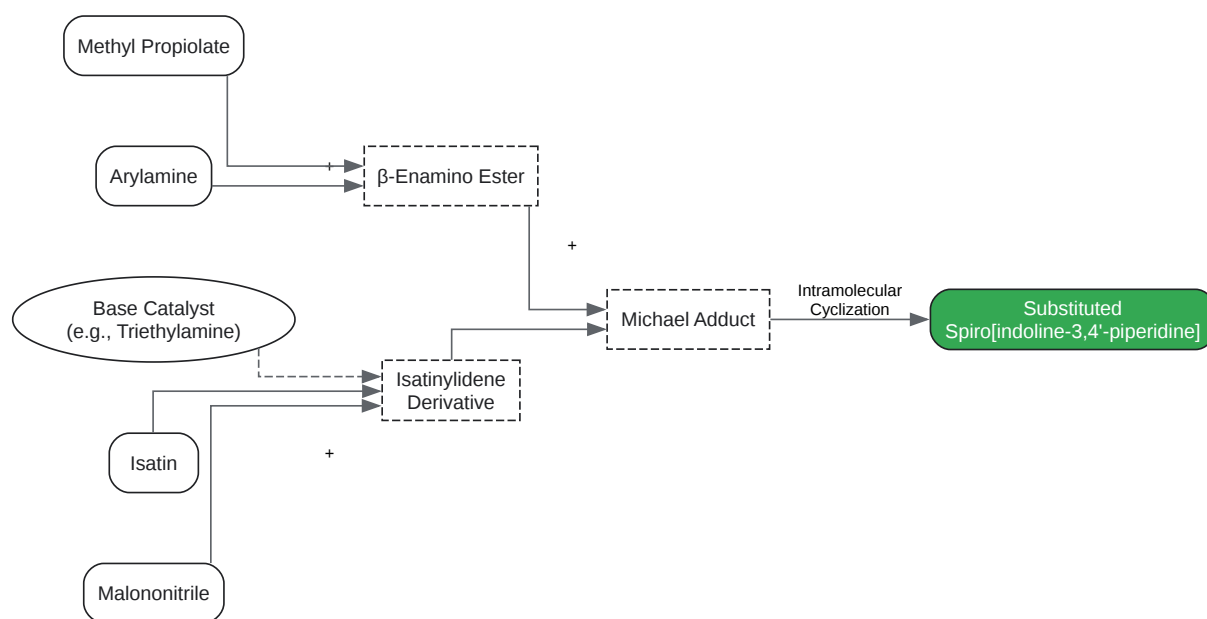 Methyl Propiolate
Arylamine
+
β-Enamino Ester
+
Base Catalyst
(e.g., Triethylamine)
Michael Adduct
Intramolecular
Cyclization
Substituted
Spiro[indoline-3,4'-piperidine]
Isatinylidene
Derivative
Isatin
+
Malononitrile